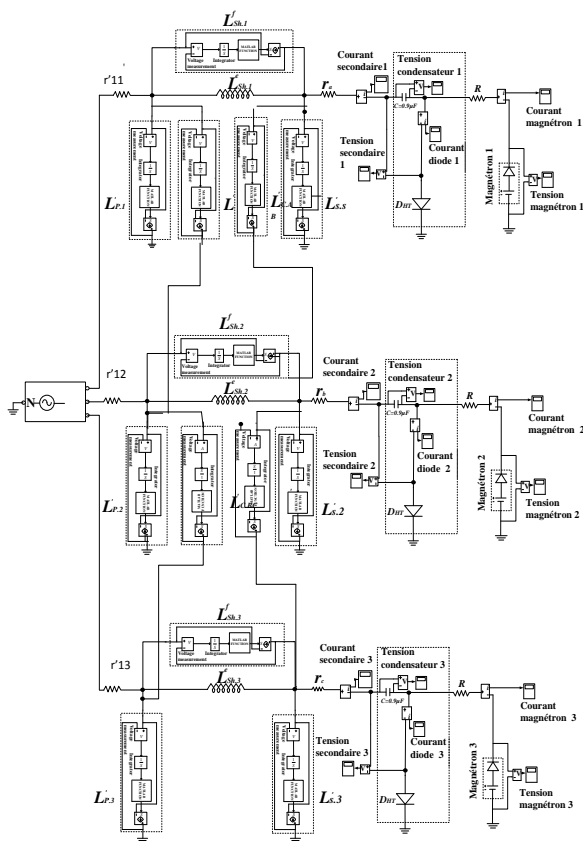 L^f_Sh.1
Voltage measurement
Integrator
MATLAB FUNCTION
r'11
L^e_Sh.1
r_a
Courant secondaire1
Tension condensateur 1
C=0.9μF
R
Courant magnétron 1
Tension secondaire 1
Courant diode 1
D_HT
Magnétron 1
Tension magnétron 1
L'_P.1
L'_s.s
L^f_Sh.2
Voltage measurement
Integrator
MATLAB FUNCTION
N
r'12
L^e_Sh.2
r_b
Courant secondaire 2
Tension condensateur 2
C=0.9μF
R
Courant magnétron 2
Tension secondaire 2
Courant diode 2
D_HT
Magnétron 2
Tension magnétron 2
L'_P.2
L'_s.2
L^f_Sh.3
Voltage measurement
Integrator
MATLAB FUNCTION
r'13
L^e_Sh.3
r_c
Courant secondaire 3
Tension condensateur 3
C=0.9μF
R
Courant magnétron 3
Tension secondaire 3
Courant diode 3
D_HT
Magnétron 3
Tension magnétron 3
L'_P.3
L'_s.3